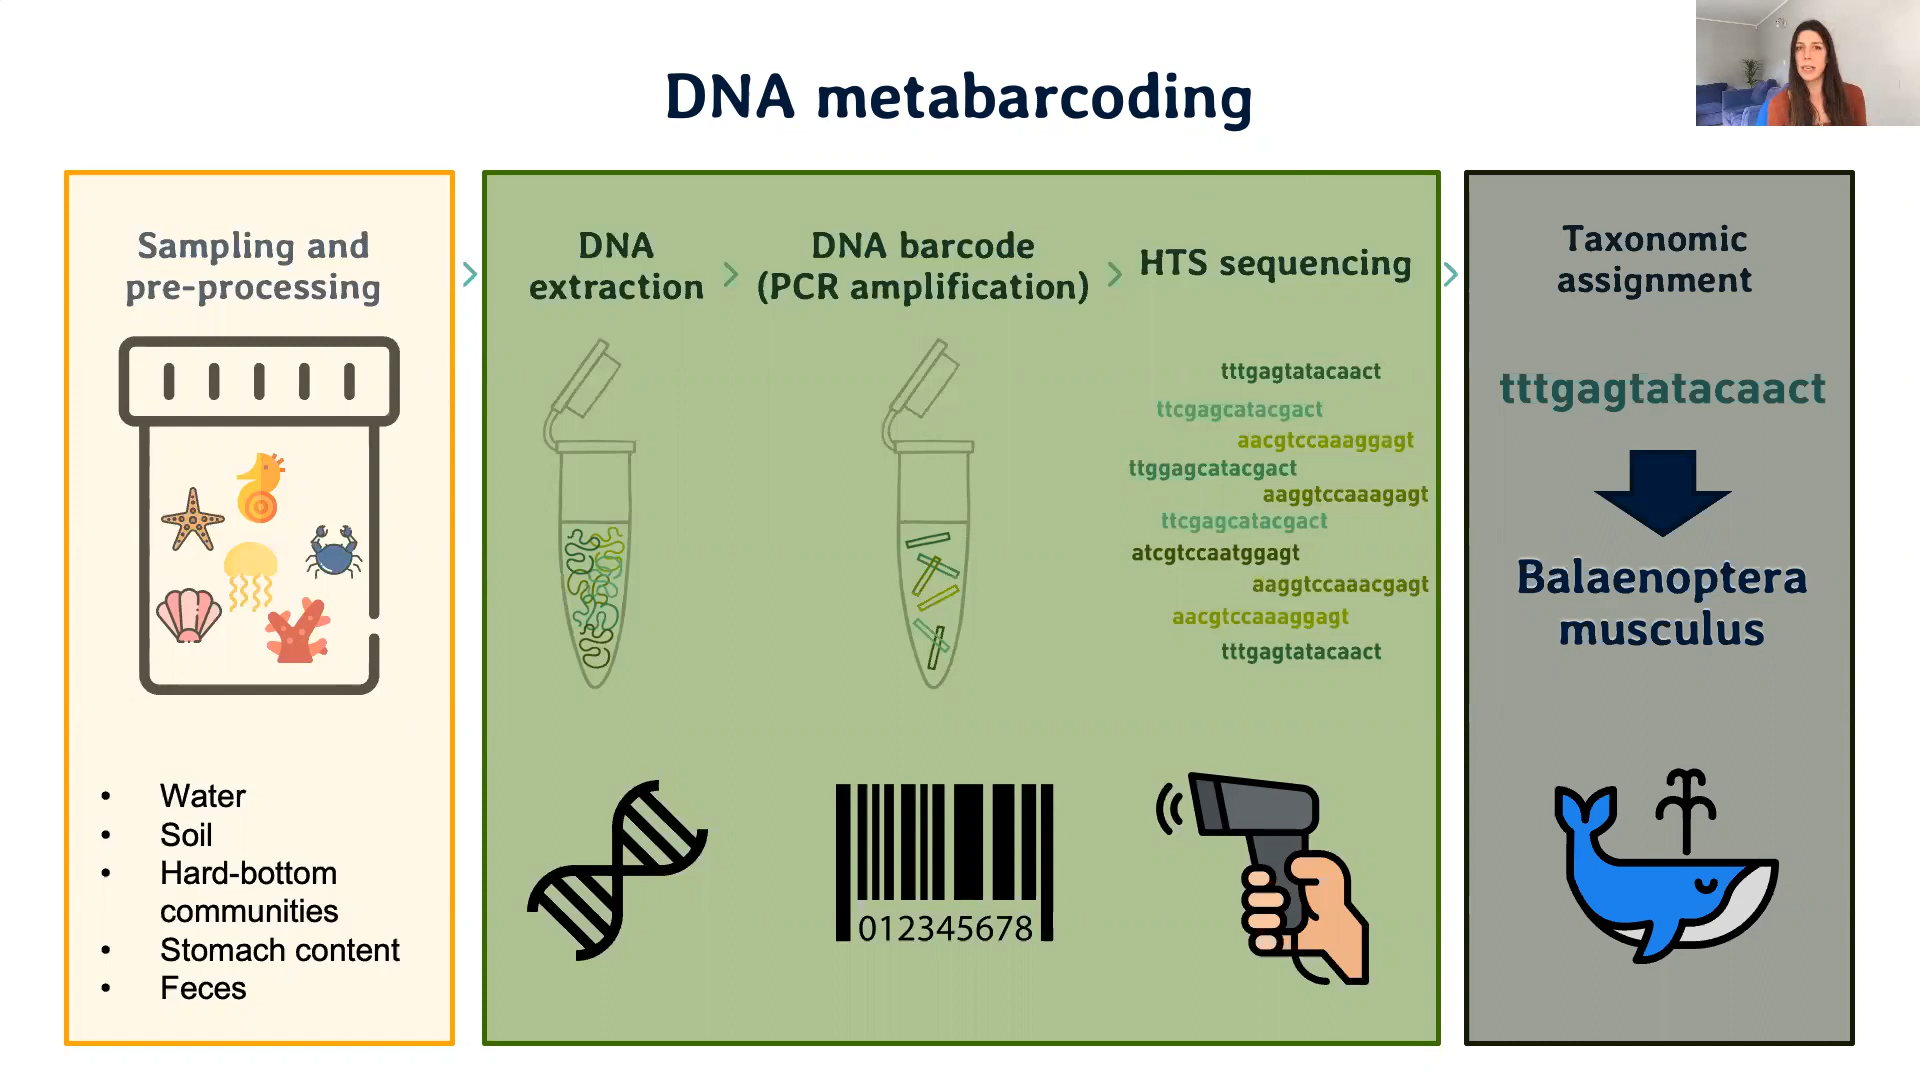 DNA metabarcoding
Sampling and
pre-processing
DNA
extraction
DNA barcode
(PCR amplification)
HTS sequencing
Taxonomic
assignment
tttgagtatacaact
ttcgagcatacgact
aacgtccaaaggagt
ttggagcatacgact
aaggtccaaagagt
ttcgagcatacgact
atcgtccaatggagt
aaggtccaaacgagt
aacgtccaaaggagt
tttgagtatacaact
tttgagtatacaact
Balaenoptera
musculus
• Water
• Soil
• Hard-bottom
communities
• Stomach content
• Feces
012345678